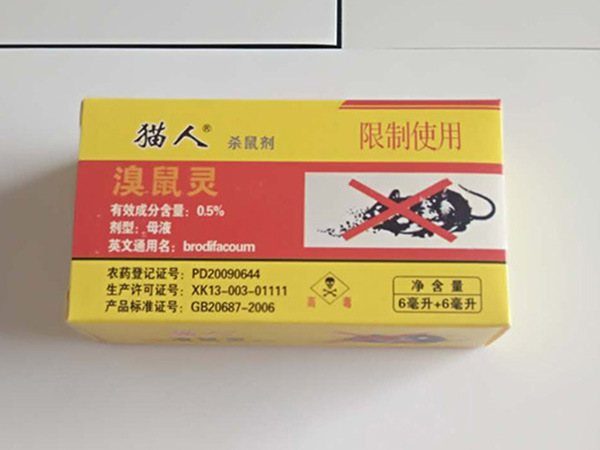 猫人® 杀鼠剂
限制使用
溴鼠灵
有效成分含量：0.5%
剂型：母液
英文通用名：brodifacoum
农药登记证号：PD20090644
生产许可证号：XK13-003-01111
产品标准证号：GB20687-2006
高 毒
净含量
6毫升+6毫升